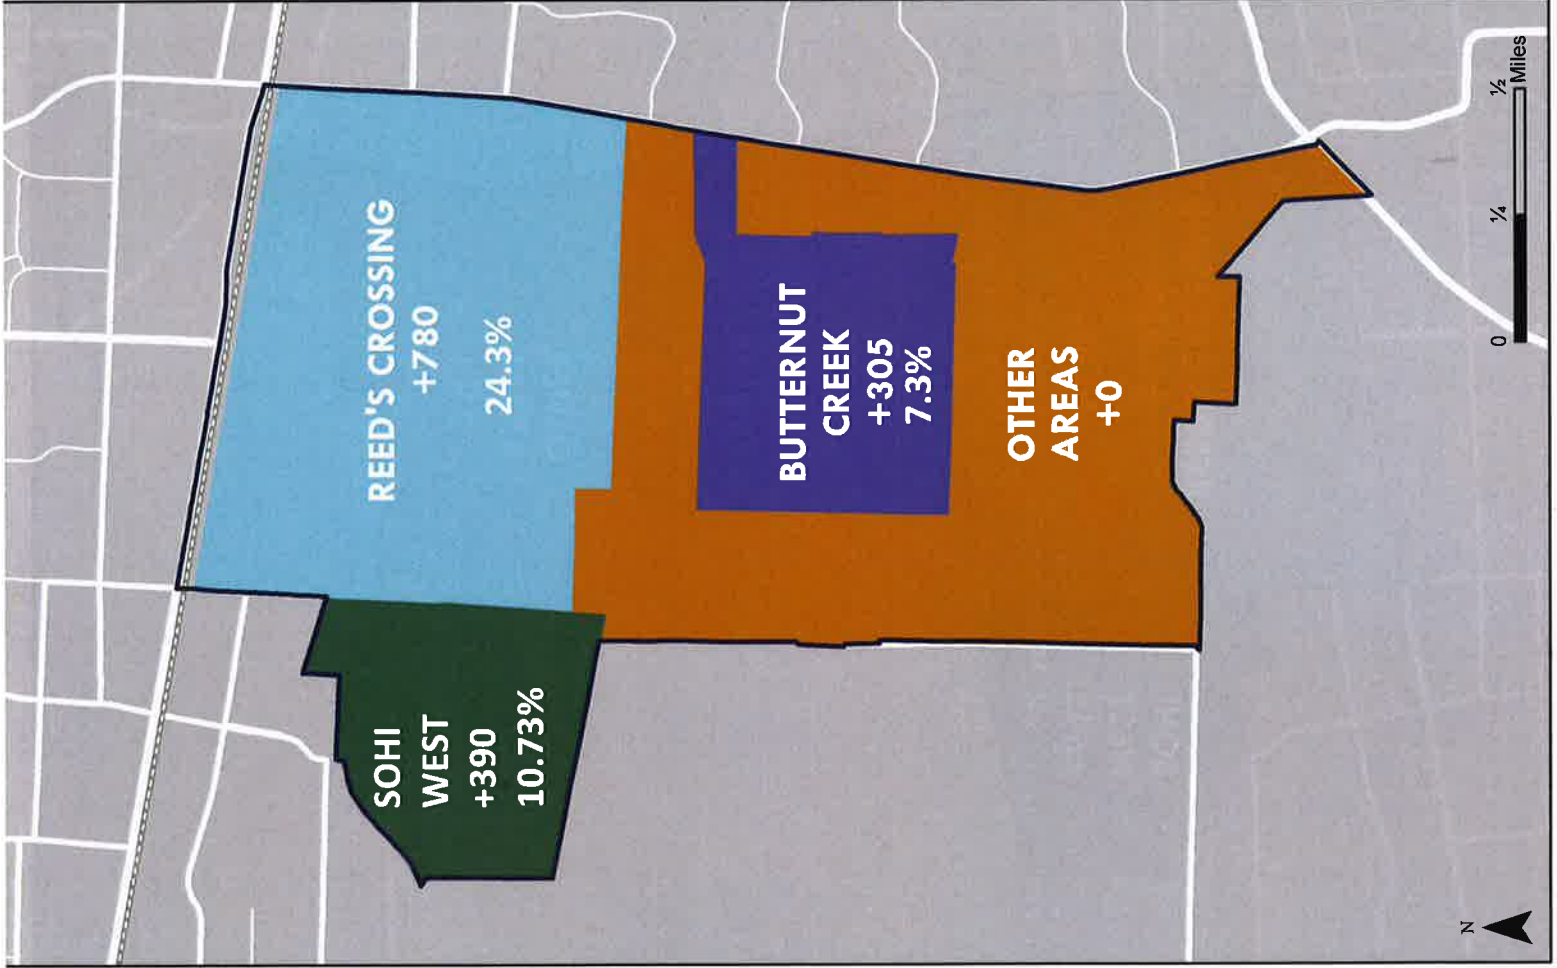 REED'S CROSSING
+780
24.3%
SOHI
WEST
+390
10.73%
BUTTERNUT
CREEK
+305
7.3%
OTHER
AREAS
+0
N
0 ¼ ½
Miles